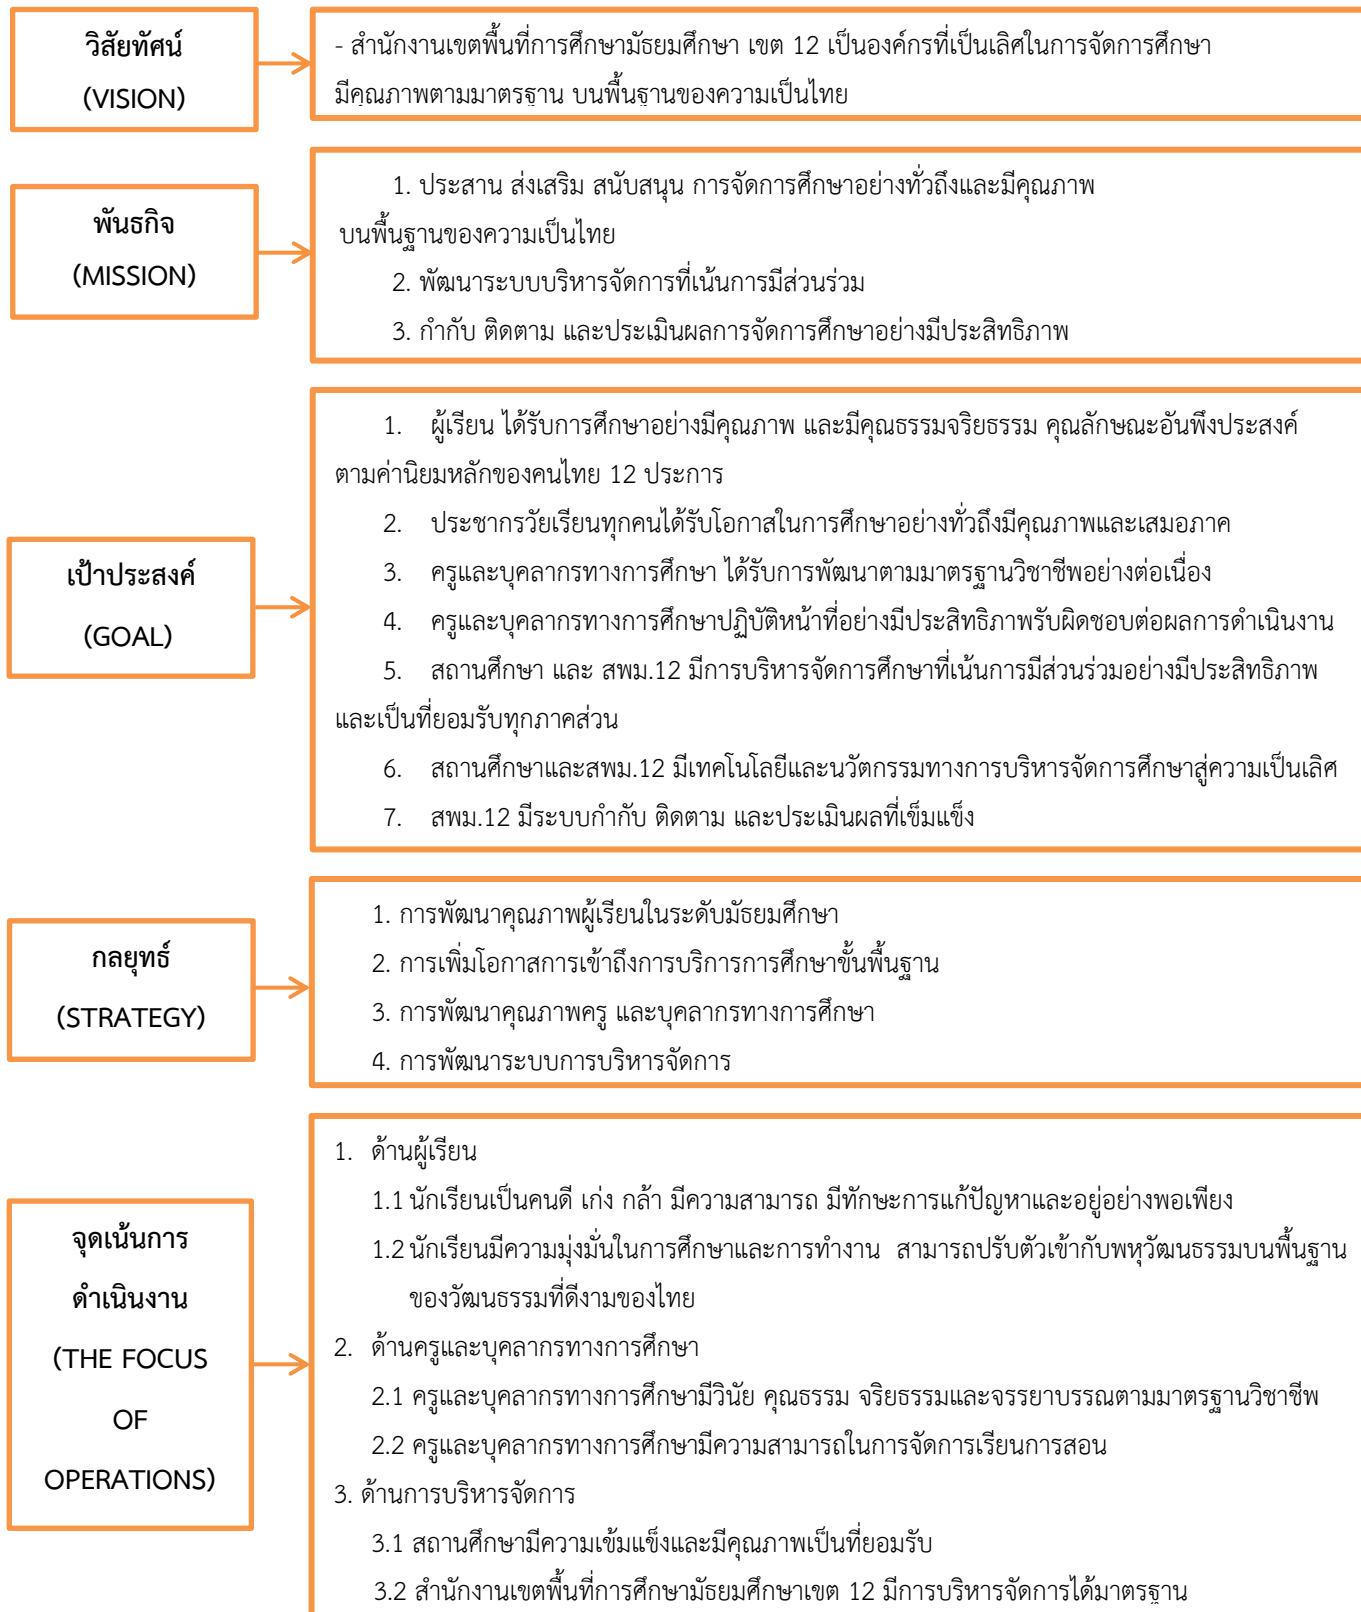 วิสัยทัศน์
(VISION)
- สำนักงานเขตพื้นที่การศึกษามัธยมศึกษา เขต 12 เป็นองค์กรที่เป็นเลิศในการจัดการศึกษา
มีคุณภาพตามมาตรฐาน บนพื้นฐานของความเป็นไทย
พันธกิจ
(MISSION)
1. ประสาน ส่งเสริม สนับสนุน การจัดการศึกษาอย่างทั่วถึงและมีคุณภาพ
บนพื้นฐานของความเป็นไทย
2. พัฒนาระบบบริหารจัดการที่เน้นการมีส่วนร่วม
3. กำกับ ติดตาม และประเมินผลการจัดการศึกษาอย่างมีประสิทธิภาพ
เป้าประสงค์
(GOAL)
1. ผู้เรียน ได้รับการศึกษาอย่างมีคุณภาพ และมีคุณธรรมจริยธรรม คุณลักษณะอันพึงประสงค์
ตามค่านิยมหลักของคนไทย 12 ประการ
2. ประชากรวัยเรียนทุกคนได้รับโอกาสในการศึกษาอย่างทั่วถึงมีคุณภาพและเสมอภาค
3. ครูและบุคลากรทางการศึกษา ได้รับการพัฒนาตามมาตรฐานวิชาชีพอย่างต่อเนื่อง
4. ครูและบุคลากรทางการศึกษาปฏิบัติหน้าที่อย่างมีประสิทธิภาพรับผิดชอบต่อผลการดำเนินงาน
5. สถานศึกษา และ สพม.12 มีการบริหารจัดการศึกษาที่เน้นการมีส่วนร่วมอย่างมีประสิทธิภาพ
และเป็นที่ยอมรับทุกภาคส่วน
6. สถานศึกษาและสพม.12 มีเทคโนโลยีและนวัตกรรมทางการบริหารจัดการศึกษาสู่ความเป็นเลิศ
7. สพม.12 มีระบบกำกับ ติดตาม และประเมินผลที่เข็มแข็ง
กลยุทธ์
(STRATEGY)
1. การพัฒนาคุณภาพผู้เรียนในระดับมัธยมศึกษา
2. การเพิ่มโอกาสการเข้าถึงการบริการการศึกษาขั้นพื้นฐาน
3. การพัฒนาคุณภาพครู และบุคลากรทางการศึกษา
4. การพัฒนาระบบการบริหารจัดการ
จุดเน้นการ
ดำเนินงาน
(THE FOCUS
OF
OPERATIONS)
1. ด้านผู้เรียน
1.1 นักเรียนเป็นคนดี เก่ง กล้า มีความสามารถ มีทักษะการแก้ปัญหาและอยู่อย่างพอเพียง
1.2 นักเรียนมีความมุ่งมั่นในการศึกษาและการทำงาน สามารถปรับตัวเข้ากับพหุวัฒนธรรมบนพื้นฐาน
ของวัฒนธรรมที่ดีงามของไทย
2. ด้านครูและบุคลากรทางการศึกษา
2.1 ครูและบุคลากรทางการศึกษามีวินัย คุณธรรม จริยธรรมและจรรยาบรรณตามมาตรฐานวิชาชีพ
2.2 ครูและบุคลากรทางการศึกษามีความสามารถในการจัดการเรียนการสอน
3. ด้านการบริหารจัดการ
3.1 สถานศึกษามีความเข้มแข็งและมีคุณภาพเป็นที่ยอมรับ
3.2 สำนักงานเขตพื้นที่การศึกษามัธยมศึกษาเขต 12 มีการบริหารจัดการได้มาตรฐาน